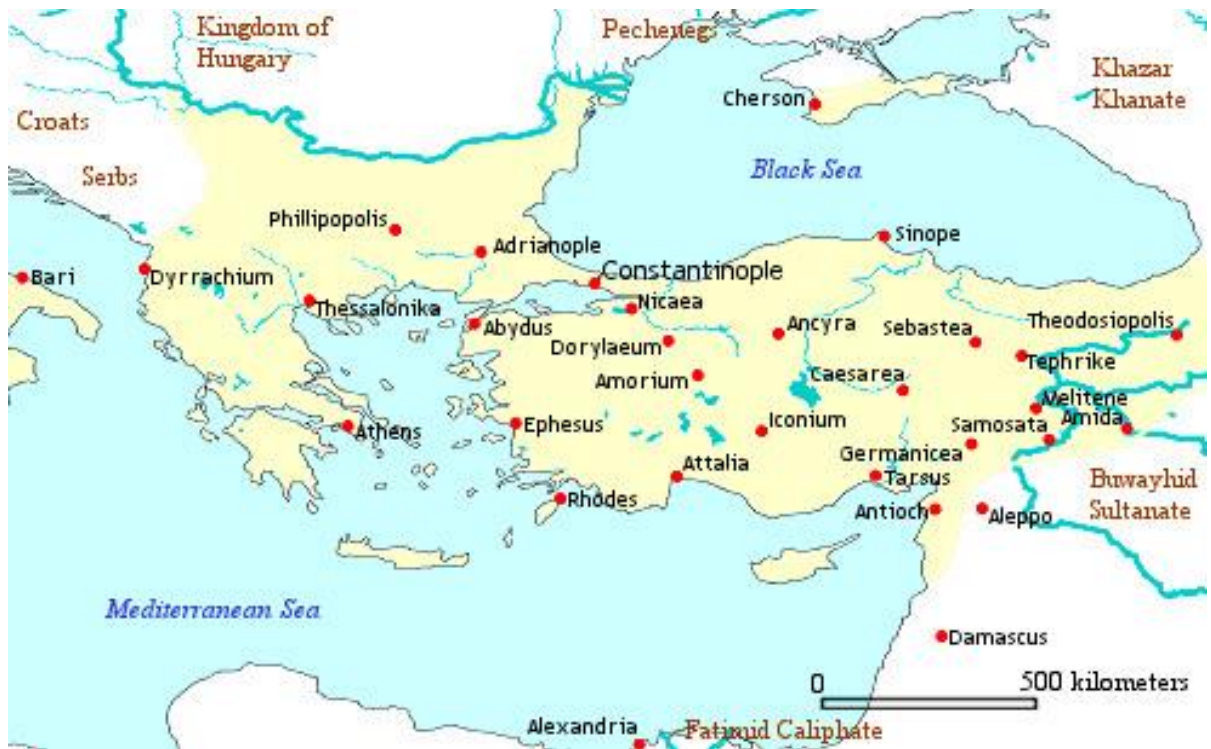 Kingdom of
Hungary
Pechenegs
Khazar
Khanate
Cherson
Croats
Black Sea
Serbs
Phillipopolis
Adrianople
Sinope
Bari
Dyrrachium
Constantinople
Thessalonika
Nicaea
Abydus
Ancyra
Sebastea
Theodosiopolis
Dorylaeum
Tephrike
Amorium
Caesarea
Melitene
Ephesus
Iconium
Samosata
Amida
Athens
Germanicea
Attalia
Tarsus
Buwayhid
Sultanate
Rhodes
Antioch
Aleppo
Mediterranean Sea
Damascus
0
500 kilometers
Alexandria
Fatimid Caliphate